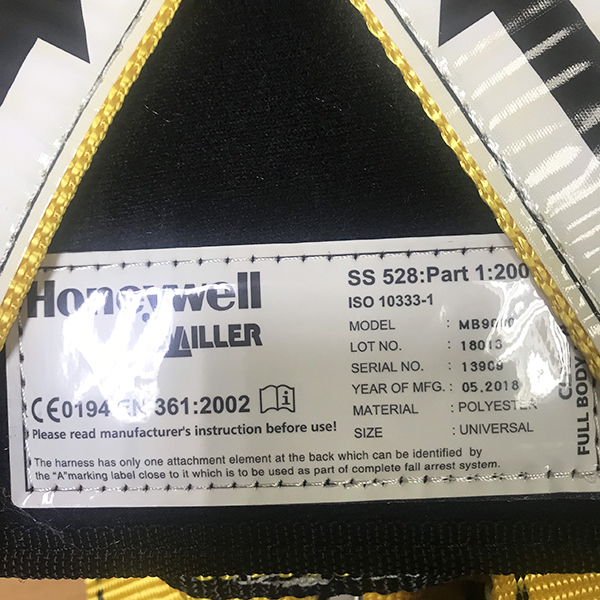 Honeywell
MILLER
CE0194 EN 361:2002
Please read manufacturer's instruction before use!
SS 528:Part 1:200
ISO 10333-1
MODEL :
LOT NO. : 18013
SERIAL NO. : 13909
YEAR OF MFG. : 05.2018
MATERIAL : POLYESTER
SIZE : UNIVERSAL
FULL BODY
The harness has only one attachment element at the back which can be identified by
the "A"marking label close to it which is to be used as part of complete fall arrest system.